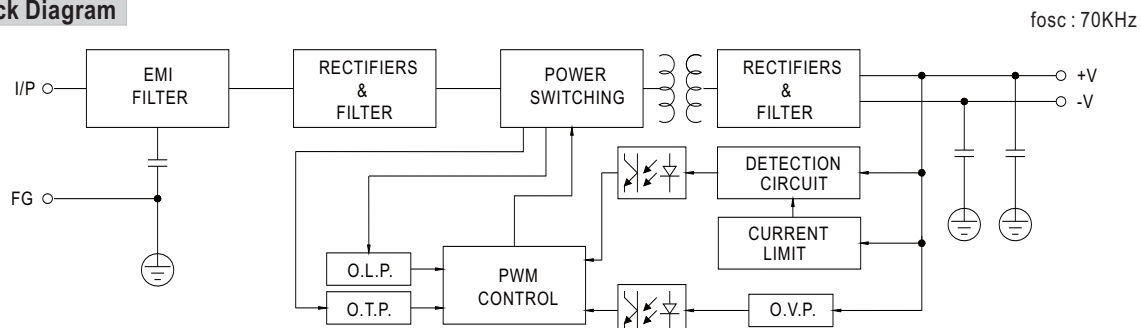 ck Diagram
fosc : 70KHz
I/P
EMI
FILTER
RECTIFIERS
&
FILTER
POWER
SWITCHING
RECTIFIERS
&
FILTER
+V
-V
DETECTION
CIRCUIT
FG
CURRENT
LIMIT
O.L.P.
PWM
CONTROL
O.T.P.
O.V.P.